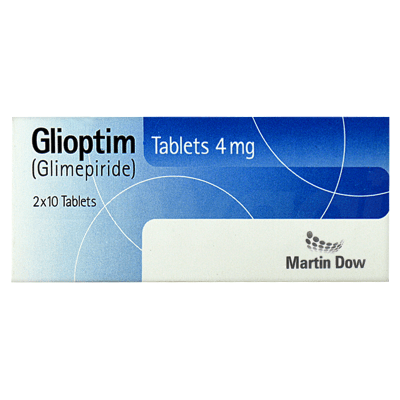 Glioptim
(Glimepiride)
2x10 Tablets
Tablets 4 mg
Martin Dow